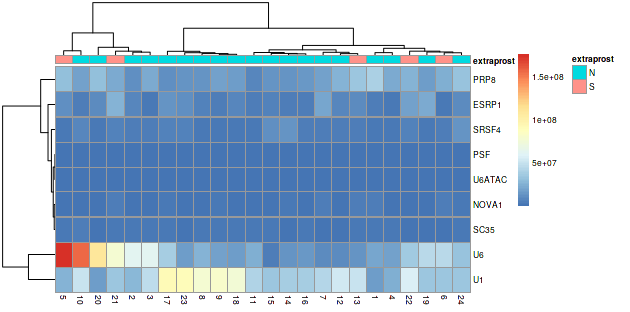 extraprost
PRP8
ESRP1
SRSF4
PSF
U6ATAC
NOVA1
SC35
U6
U1
5 10 20 21 2 3 17 23 8 9 18 11 15 14 16 7 12 13 1 4 22 19 6 24
1.5e+08
1e+08
5e+07
extraprost
N
S